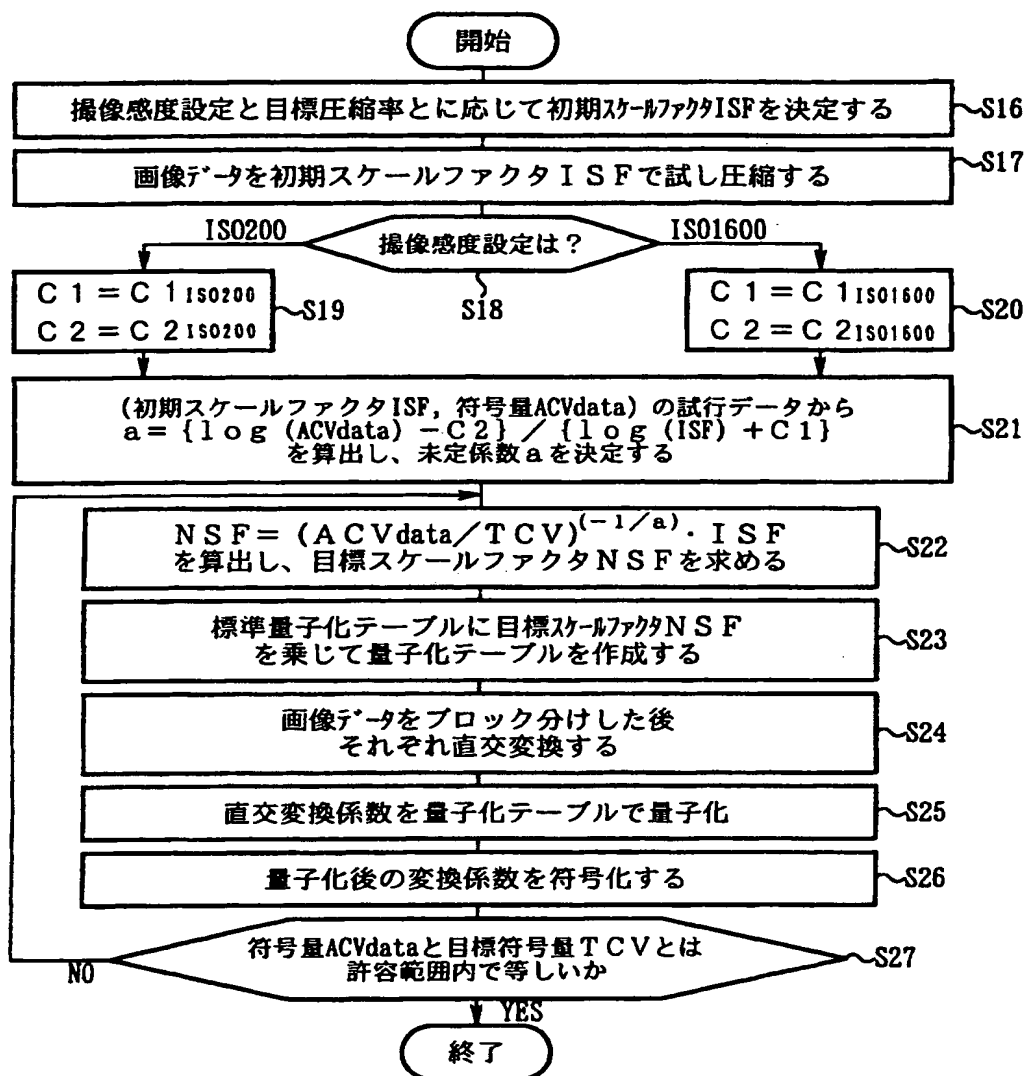 開始
撮像感度設定と目標圧縮率とに応じて初期スケールファクタISFを決定する
S16
画像データを初期スケールファクタISFで試し圧縮する
S17
ISO200
撮像感度設定は?
ISO1600
S18
C1=C1ISO200
C2=C2ISO200
S19
C1=C1ISO1600
C2=C2ISO1600
S20
(初期スケールファクタISF, 符号量ACVdata)の試行データから
a={log(ACVdata)-C2}/{log(ISF)+C1}
を算出し、未定係数aを決定する
S21
NSF=(ACVdata/TCV)^(-1/a)・ISF
を算出し、目標スケールファクタNSFを求める
S22
標準量子化テーブルに目標スケールファクタNSF
を乗じて量子化テーブルを作成する
S23
画像データをブロック分けした後
それぞれ直交変換する
S24
直交変換係数を量子化テーブルで量子化
S25
量子化後の変換係数を符号化する
S26
符号量ACVdataと目標符号量TCVとは
許容範囲内で等しいか
S27
NO
YES
終了